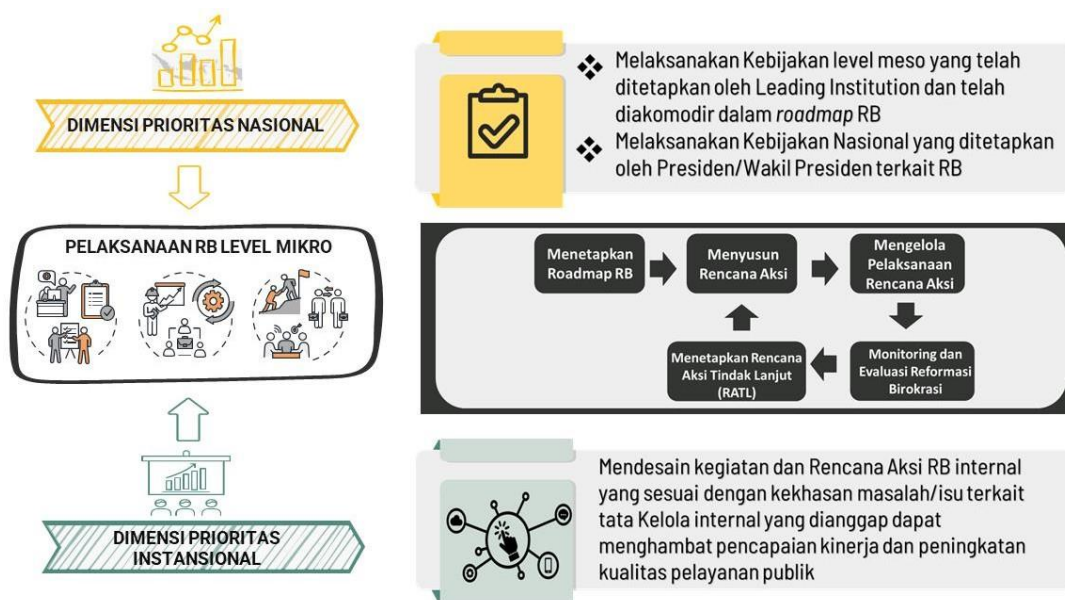 DIMENSI PRIORITAS NASIONAL
❖ Melaksanakan Kebijakan level meso yang telah
ditetapkan oleh Leading Institution dan telah
diakomodir dalam roadmap RB
❖ Melaksanakan Kebijakan Nasional yang ditetapkan
oleh Presiden/Wakil Presiden terkait RB
PELAKSANAAN RB LEVEL MIKRO
Menetapkan
Roadmap RB
Menyusun
Rencana Aksi
Mengelola
Pelaksanaan
Rencana Aksi
Monitoring dan
Evaluasi Reformasi
Birokrasi
Menetapkan Rencana
Aksi Tindak Lanjut
(RATL)
DIMENSI PRIORITAS
INSTANSIONAL
Mendesain kegiatan dan Rencana Aksi RB internal
yang sesuai dengan kekhasan masalah/isu terkait
tata Kelola internal yang dianggap dapat
menghambat pencapaian kinerja dan peningkatan
kualitas pelayanan publik